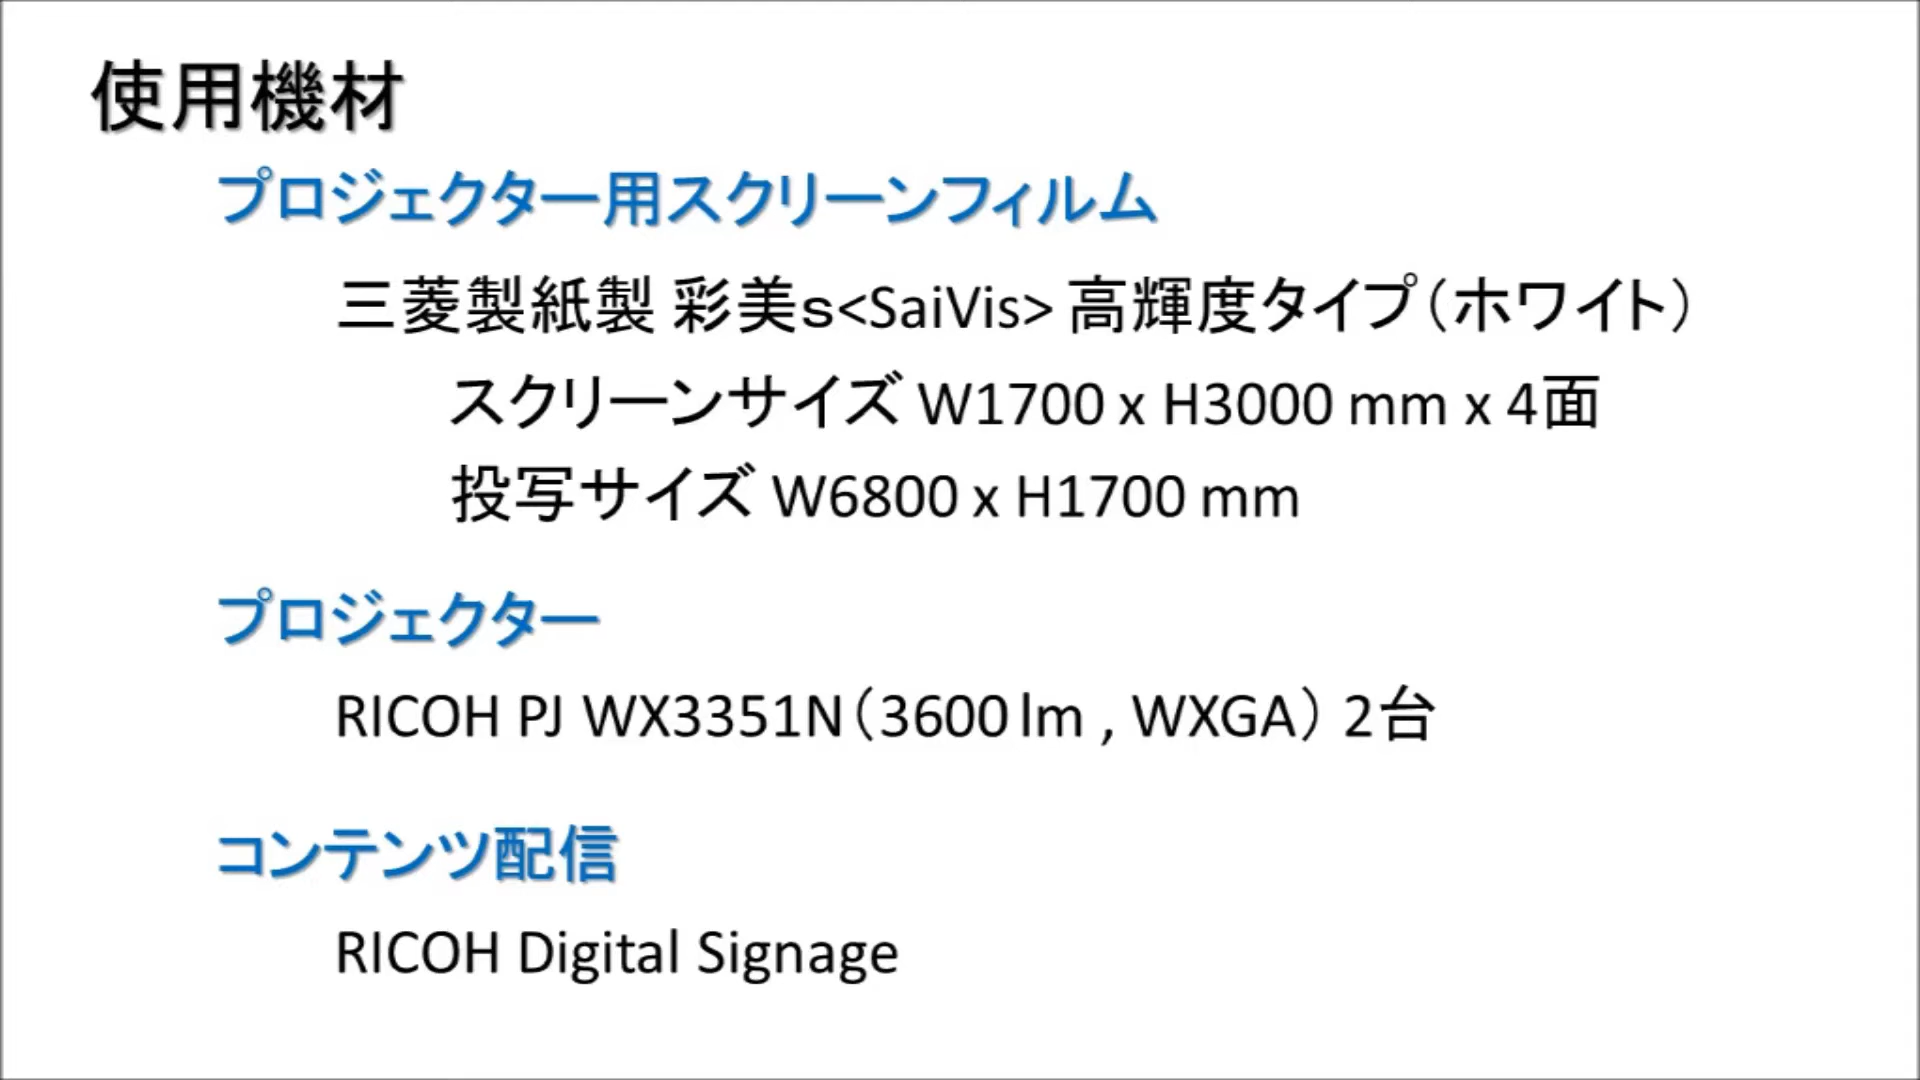 使用機材
プロジェクター用スクリーンフィルム
三菱製紙製 彩美s<SaiVis> 高輝度タイプ（ホワイト）
スクリーンサイズ W1700 x H3000 mm x 4面
投写サイズ W6800 x H1700 mm
プロジェクター
RICOH PJ WX3351N（3600 lm , WXGA） 2台
コンテンツ配信
RICOH Digital Signage